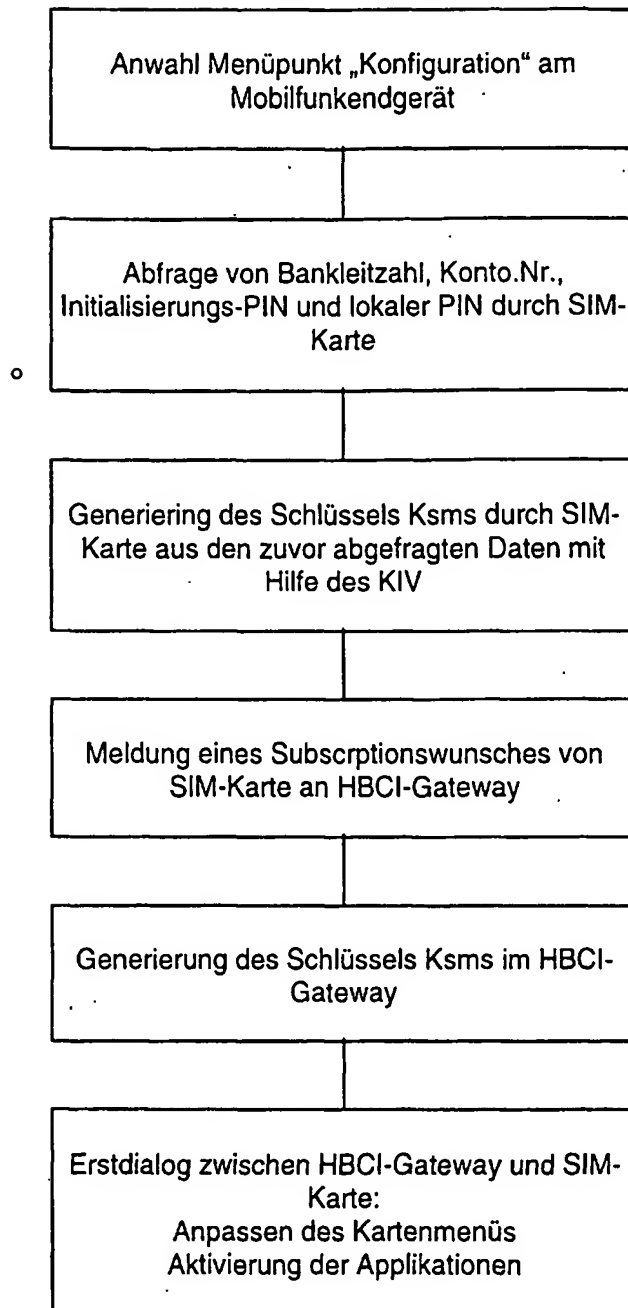 Anwahl Menüpunkt „Konfiguration“ am
Mobilfunkendgerät
Abfrage von Bankleitzahl, Konto.Nr.,
Initialisierungs-PIN und lokaler PIN durch SIM-
Karte
Generiering des Schlüssels Ksms durch SIM-
Karte aus den zuvor abgefragten Daten mit
Hilfe des KIV
Meldung eines Subscrptionswunsches von
SIM-Karte an HBCI-Gateway
Generierung des Schlüssels Ksms im HBCI-
Gateway
Erstdialog zwischen HBCI-Gateway und SIM-
Karte:
Anpassen des Kartenmenüs
Aktivierung der Applikationen